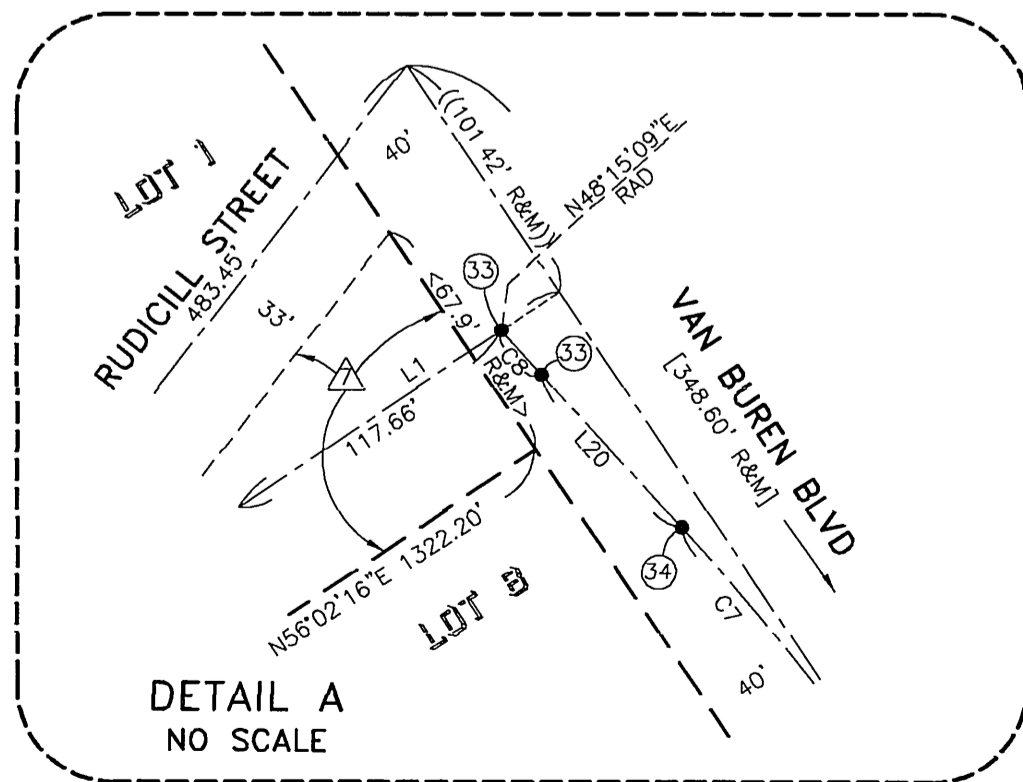 LOT 1
RUDICILL STREET
483.45'
33'
40'
((101 42' R&M))
N48°15'09"E
RAD
33
<67.9'
R&M>
7
L1
117.66'
C8
33
L20
VAN BUREN BLVD
[348.60' R&M]
34
C7
N56°02'16"E 1322.20'
LOT B
40'
DETAIL A
NO SCALE